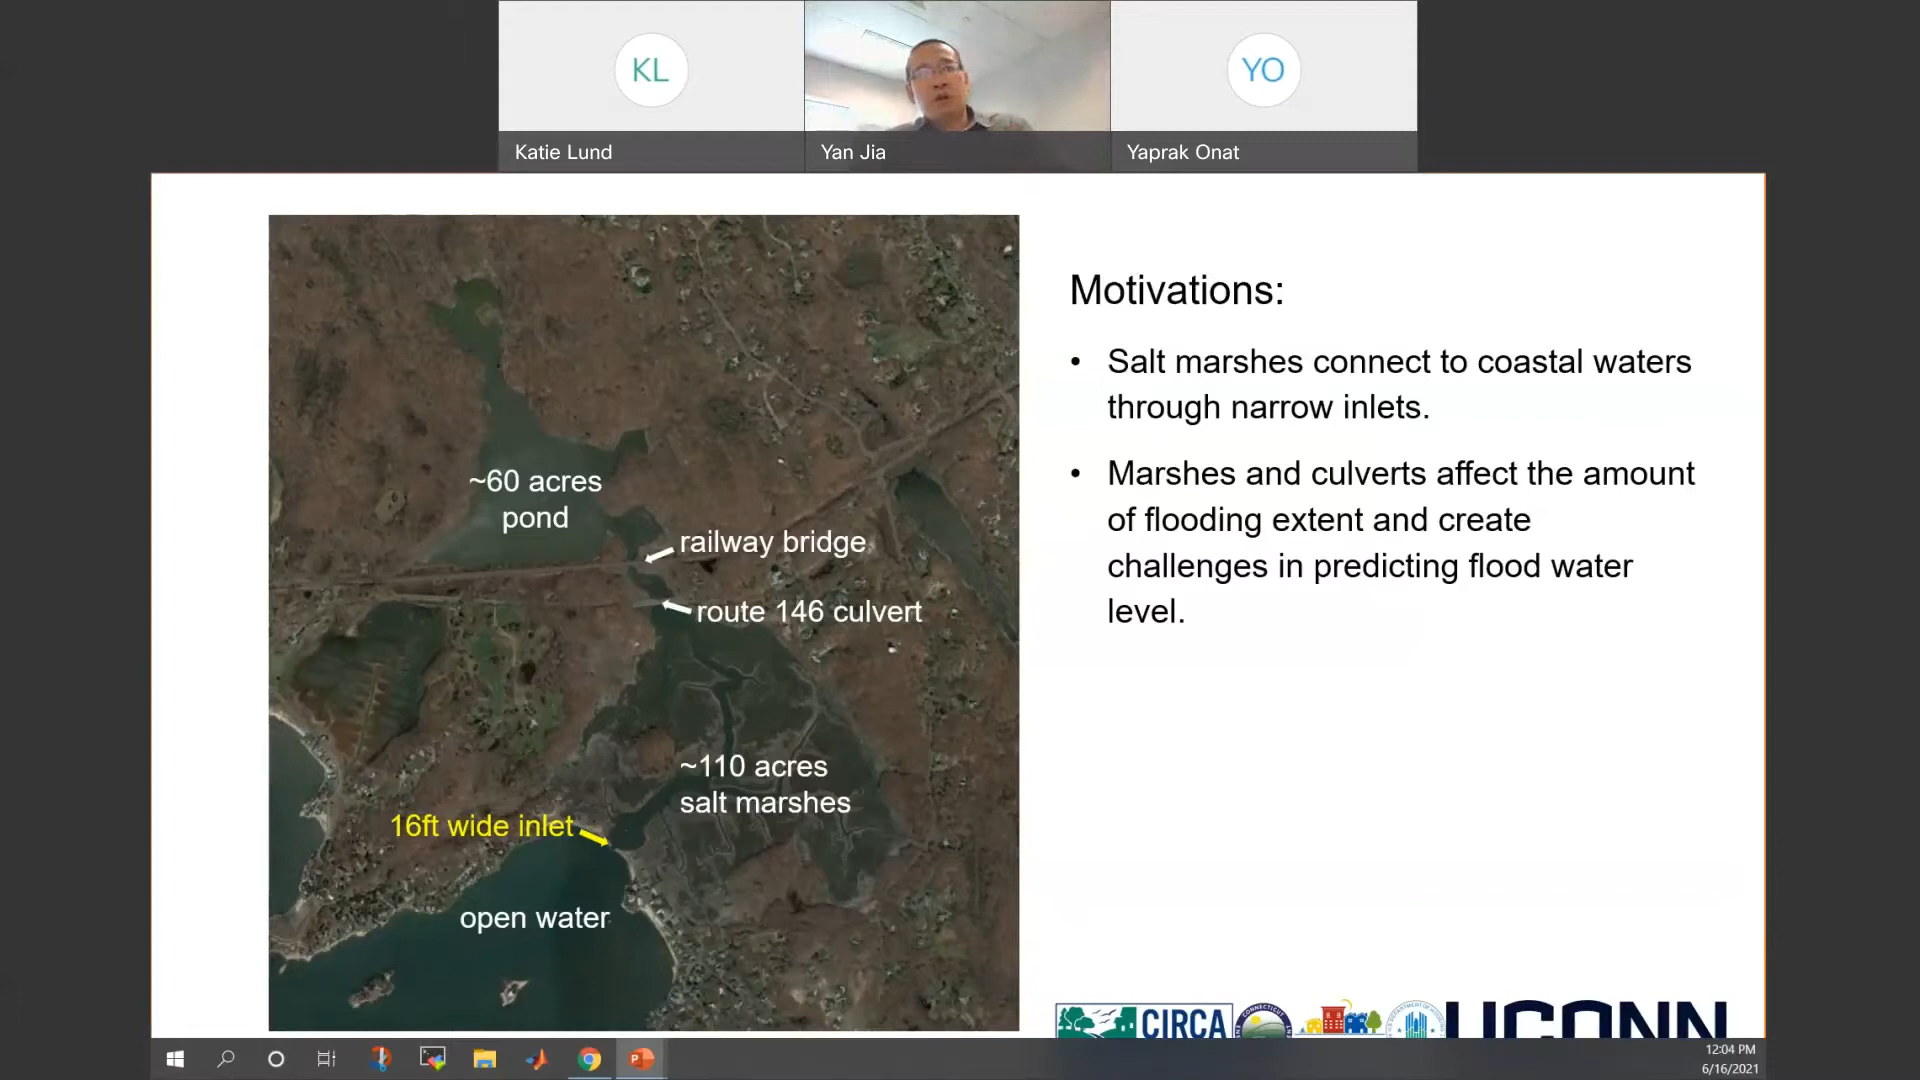 KL
YO
Katie Lund
Yan Jia
Yaprak Onat
~60 acres
pond
railway bridge
route 146 culvert
~110 acres
salt marshes
16ft wide inlet
open water
Motivations:
• Salt marshes connect to coastal waters
through narrow inlets.
• Marshes and culverts affect the amount
of flooding extent and create
challenges in predicting flood water
level.
CIRCA
UCONN
12:04 PM
6/16/2021